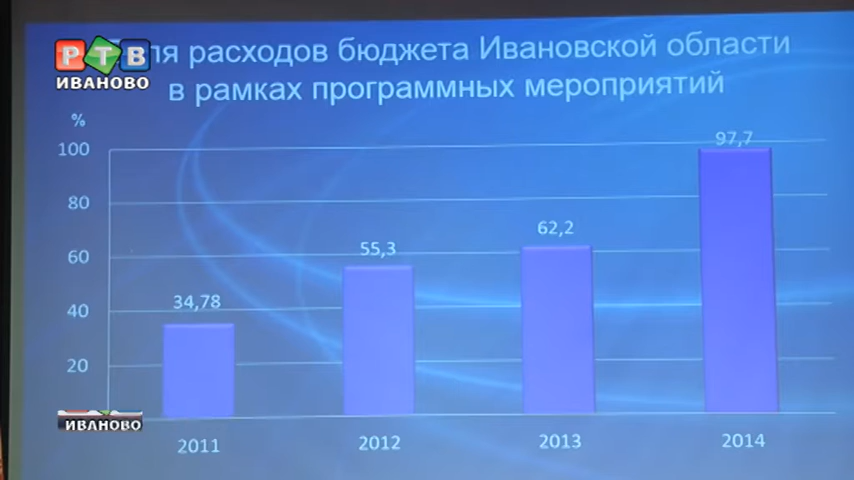 РТВ
ИВАНОВО
расходов бюджета Ивановской области
в рамках программных мероприятий
%
100
80
60
40
20
34,78
55,3
62,2
97,7
2011
2012
2013
2014
ИВАНОВО